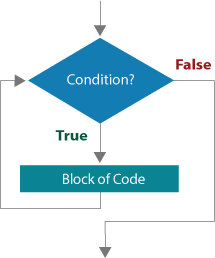 Condition?
False
True
Block of Code